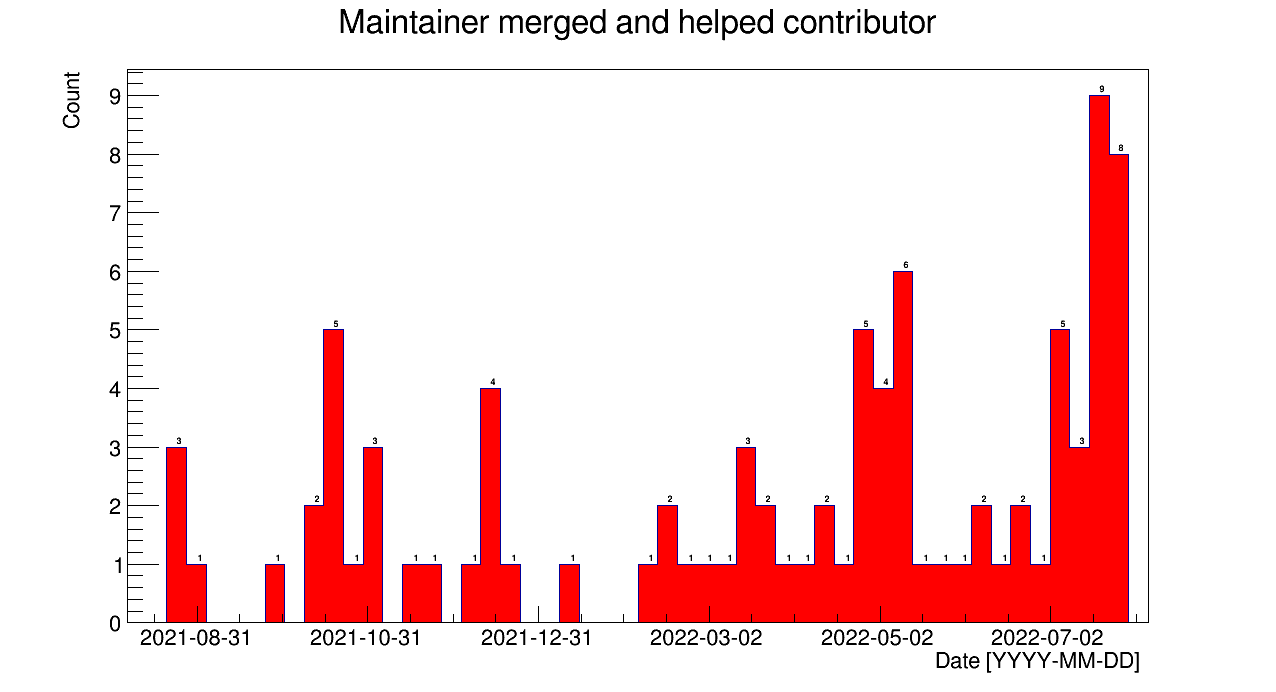 Maintainer merged and helped contributor
Count
9
8
7
6
5
4
3
2
1
0
3 1 1 2 5 1 3 1 1 1 4 1 1 1 2 1 1 1 3 2 1 1 2 1 5 4 6 1 1 1 2 1 2 1 5 3 9 8
2021-08-31 2021-10-31 2021-12-31 2022-03-02 2022-05-02 2022-07-02
Date [YYYY-MM-DD]